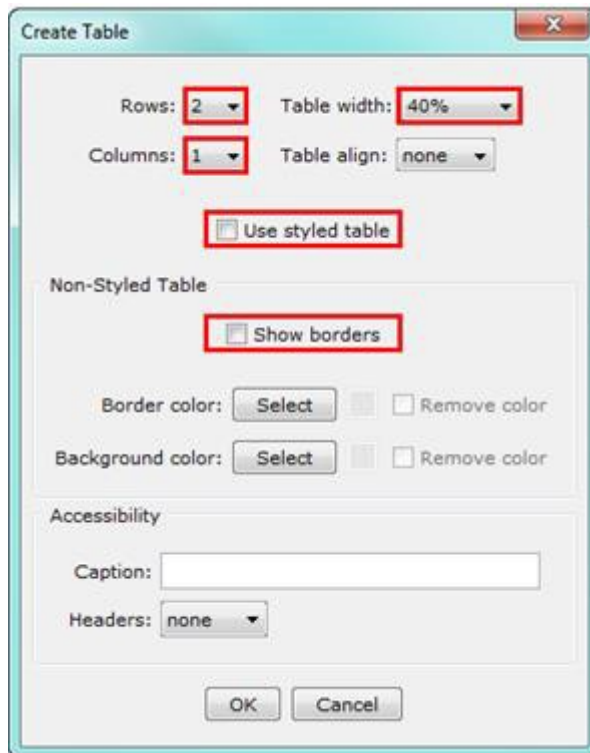 Create Table
Rows: 2 Table width: 40%
Columns: 1 Table align: none
Use styled table
Non-Styled Table
Show borders
Border color: Select Remove color
Background color: Select Remove color
Accessibility
Caption:
Headers: none
OK Cancel